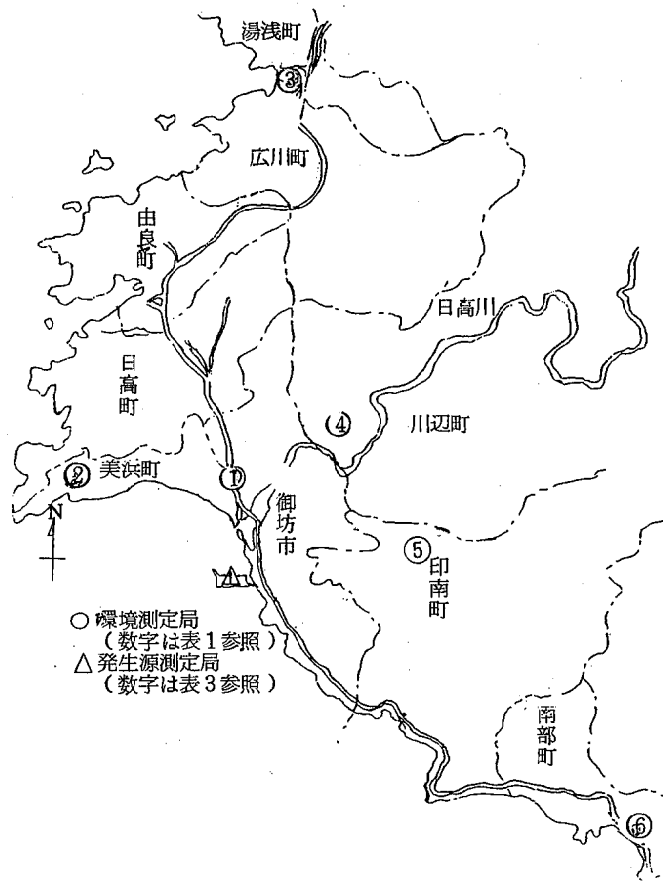 湯浅町
③
広川町
由良町
日高川
日高町
④
川辺町
②
美浜町
①
御坊市
N
⑤
印南町
○環境測定局
(数字は表1参照)
△発生源測定局
(数字は表3参照)
南部町
⑥